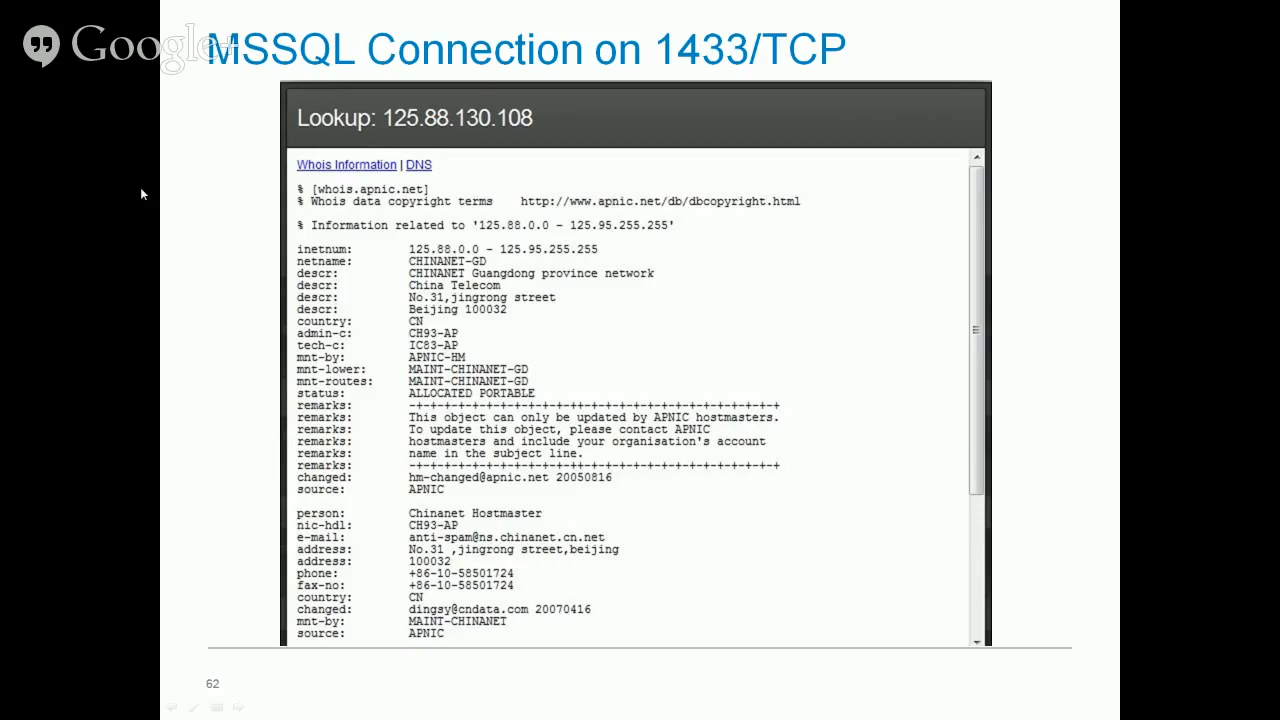 Google+
MSSQL Connection on 1433/TCP
Lookup: 125.88.130.108
Whois Information | DNS
% [whois.apnic.net]
% Whois data copyright terms    http://www.apnic.net/db/dbcopyright.html
% Information related to '125.88.0.0 - 125.95.255.255'
inetnum:        125.88.0.0 - 125.95.255.255
netname:        CHINANET-GD
descr:          CHINANET Guangdong province network
descr:          China Telecom
descr:          No.31,jingrong street
descr:          Beijing 100032
country:        CN
admin-c:        CH93-AP
tech-c:         IC83-AP
mnt-by:         APNIC-HM
mnt-lower:      MAINT-CHINANET-GD
mnt-routes:     MAINT-CHINANET-GD
status:         ALLOCATED PORTABLE
remarks:        -+-+-+-+-+-+-+-+-+-+-+-+-+-+-+-+-+-+-+-+-+-+-+-+-+-+-+
remarks:        This object can only be updated by APNIC hostmasters.
remarks:        To update this object, please contact APNIC
remarks:        hostmasters and include your organisation's account
remarks:        name in the subject line.
remarks:        -+-+-+-+-+-+-+-+-+-+-+-+-+-+-+-+-+-+-+-+-+-+-+-+-+-+-+
changed:        hm-changed@apnic.net 20050816
source:         APNIC
person:         Chinanet Hostmaster
nic-hdl:        CH93-AP
e-mail:         anti-spam@ns.chinanet.cn.net
address:        No.31 ,jingrong street,beijing
address:        100032
phone:          +86-10-58501724
fax-no:         +86-10-58501724
country:        CN
changed:        dingsy@cndata.com 20070416
mnt-by:         MAINT-CHINANET
source:         APNIC
62